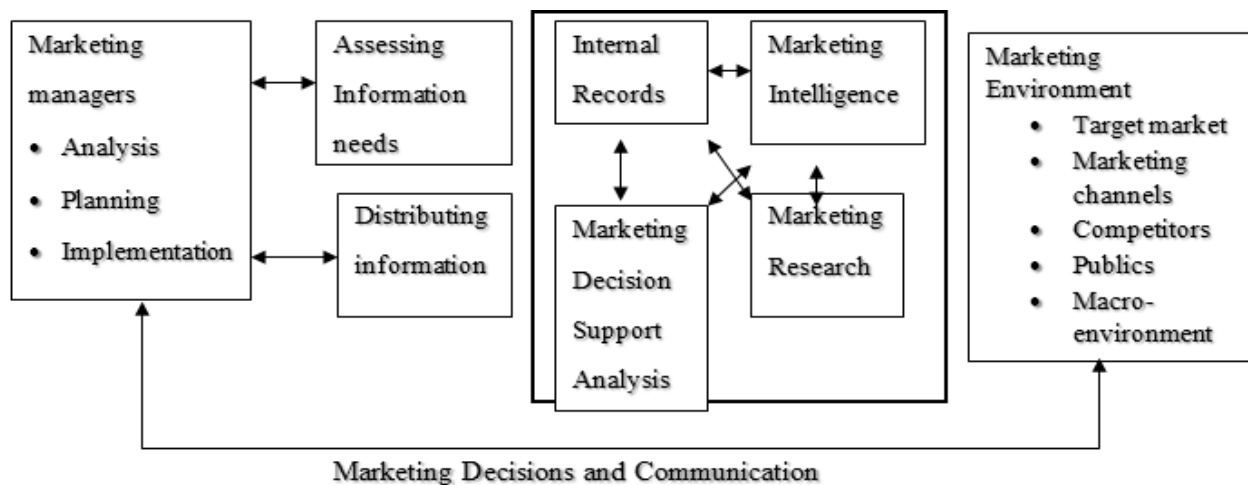 Marketing
managers
• Analysis
• Planning
• Implementation
Assessing
Information
needs
Distributing
information
Internal
Records
Marketing
Intelligence
Marketing
Decision
Support
Analysis
Marketing
Research
Marketing
Environment
• Target market
• Marketing
channels
• Competitors
• Publics
• Macro-
environment
Marketing Decisions and Communication